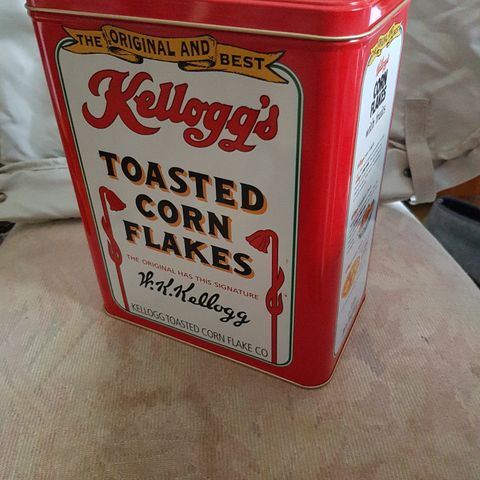 THE ORIGINAL AND BEST
Kellogg's
TOASTED
CORN
FLAKES
THE ORIGINAL HAS THIS SIGNATURE
W.K.Kellogg
KELLOGG TOASTED CORN FLAKE CO
Kellogg's
CORN
FLAKES